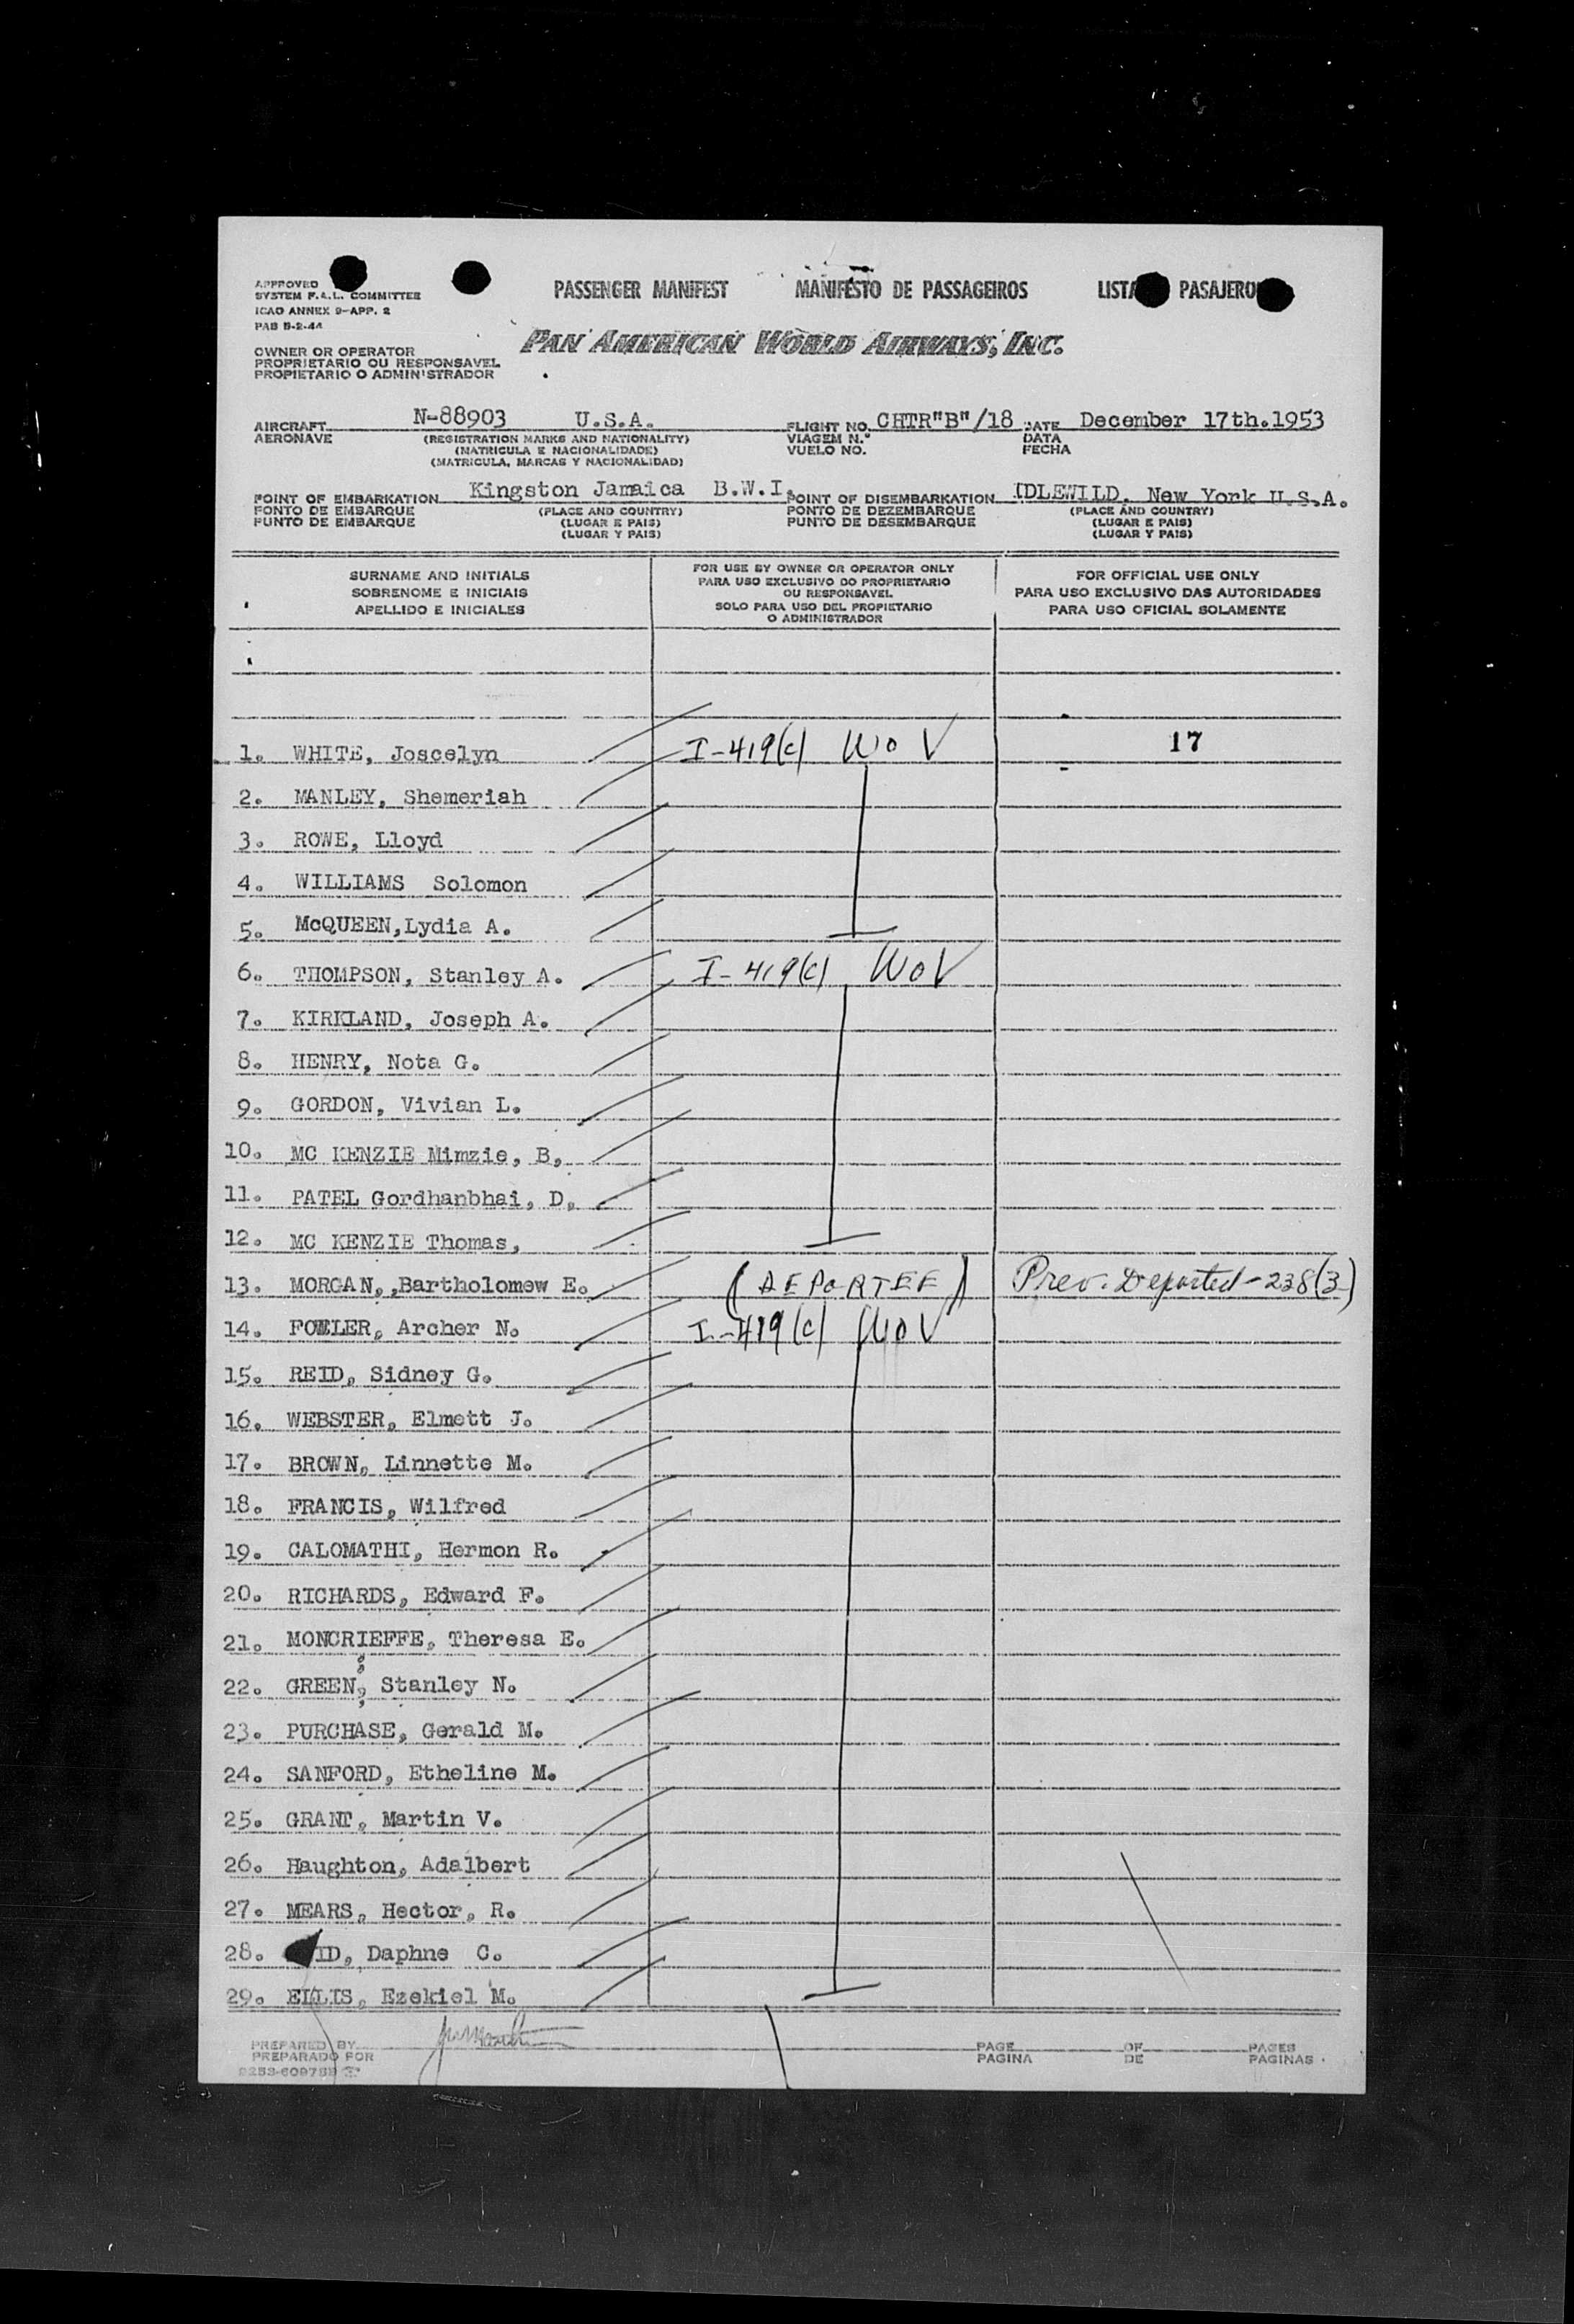 APPROVED
SYSTEM F.A.L. COMMITTEE
ICAO ANNEX 9-APP. 2
PAB B-2-44
PASSENGER MANIFEST MANIFESTO DE PASSAGEIROS LISTA PASAJERO
PAN AMERICAN WORLD AIRWAYS, INC.
OWNER OR OPERATOR
PROPRIETARIO OU RESPONSAVEL
PROPIETARIO O ADMINISTRADOR
AIRCRAFT N-88903 U.S.A. FLIGHT NO. CHTR"B"/18 DATE December 17th.1953
AERONAVE (REGISTRATION MARKS AND NATIONALITY) VIAGEM N.º DATA
(MATRICULA E NACIONALIDADE) VUELO NO. FECHA
(MATRICULA, MARCAS Y NACIONALIDAD)
POINT OF EMBARKATION Kingston Jamaica B.W.I. POINT OF DISEMBARKATION IDLEWILD. New York U.S.A.
PONTO DE EMBARQUE (PLACE AND COUNTRY) PONTO DE DEZEMBARQUE (PLACE AND COUNTRY)
PUNTO DE EMBARQUE (LUGAR E PAIS) PUNTO DE DESEMBARQUE (LUGAR E PAIS)
(LUGAR Y PAIS) (LUGAR Y PAIS)
SURNAME AND INITIALS
SOBRENOME E INICIAIS
APELLIDO E INICIALES
FOR USE BY OWNER OR OPERATOR ONLY
PARA USO EXCLUSIVO DO PROPRIETARIO
OU RESPONSAVEL
SOLO PARA USO DEL PROPIETARIO
O ADMINISTRADOR
FOR OFFICIAL USE ONLY
PARA USO EXCLUSIVO DAS AUTORIDADES
PARA USO OFICIAL SOLAMENTE
1. WHITE, Joscelyn I-419(c) WoV 17
2. MANLEY, Shemeriah
3. ROWE, Lloyd
4. WILLIAMS Solomon
5. McQUEEN,Lydia A.
6. THOMPSON, Stanley A. I-419(c) WoV
7. KIRKLAND, Joseph A.
8. HENRY, Nota G.
9. GORDON, Vivian L.
10. MC KENZIE Mimzie, B,
11. PATEL Gordhanbhai, D,
12. MC KENZIE Thomas,
13. MORGAN,,Bartholomew E. (DEPORTEE) Prev. Deported-238(3)
14. FOWLER, Archer N. I-419(c) WoV
15. REID, Sidney G.
16. WEBSTER, Elmett J.
17. BROWN, Linnette M.
18. FRANCIS, Wilfred
19. CALOMATHI, Hermon R.
20. RICHARDS, Edward F.
21. MONCRIEFFE, Theresa E.
22. GREEN, Stanley N.
23. PURCHASE, Gerald M.
24. SANFORD, Etheline M.
25. GRANT, Martin V.
26. Haughton, Adalbert
27. MEARS, Hector, R.
28. ID, Daphne C.
29. ELLIS, Ezekiel M.
PREPARED BY PAGE OF PAGES
PREPARADO POR PAGINA DE PAGINAS